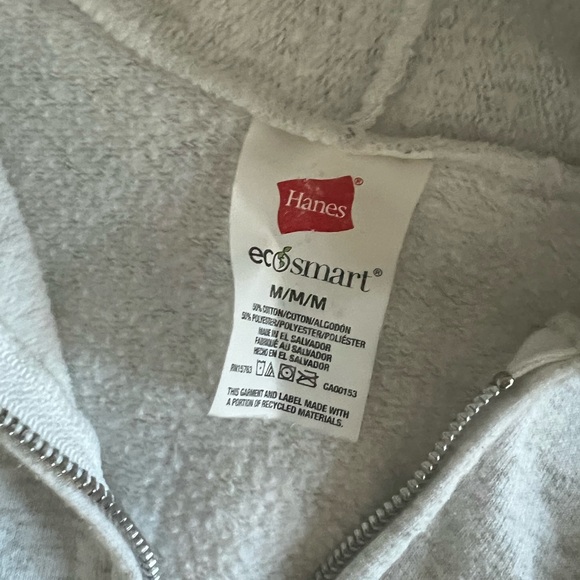 Hanes®
ecosmart®
M/M/M
50% COTTON/COTON/ALGODÓN
50% POLYESTER/POLYESTER/POLIÉSTER
MADE IN EL SALVADOR
FABRIQUÉ AU SALVADOR
HECHO EN EL SALVADOR
RN15763 CA00153
THIS GARMENT AND LABEL MADE WITH
A PORTION OF RECYCLED MATERIALS.